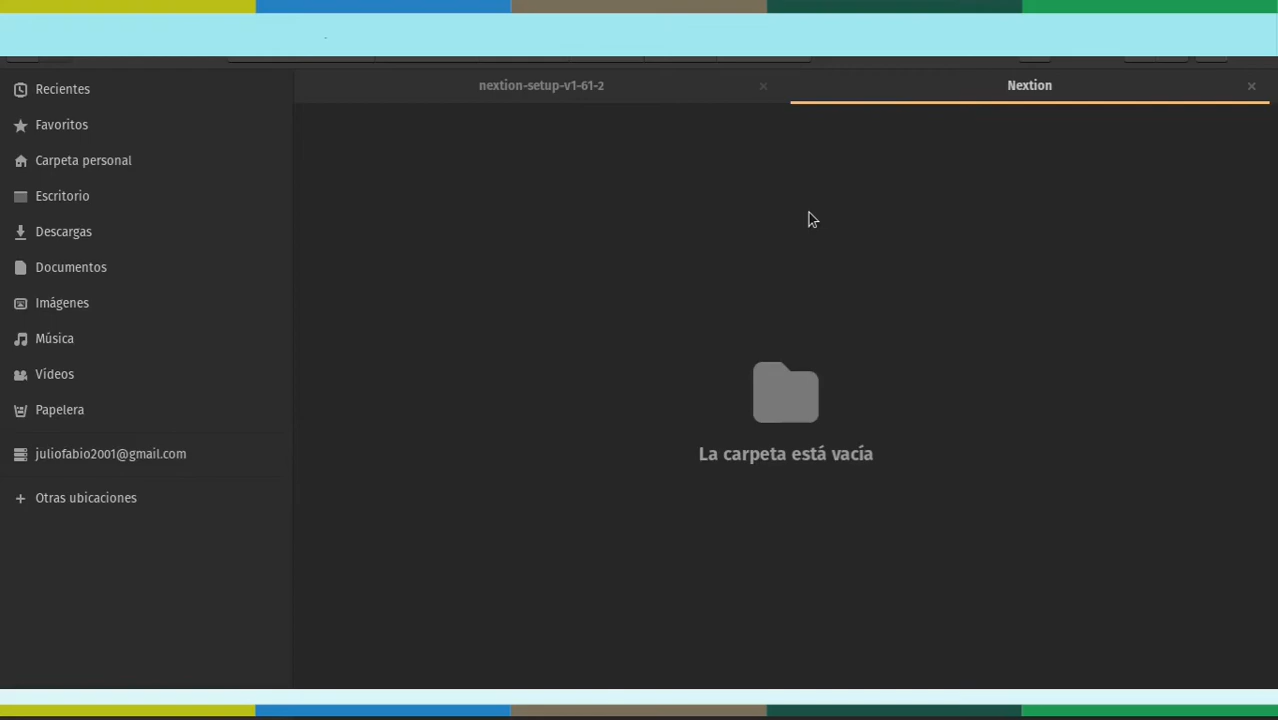 nextion-setup-v1-61-2
Nextion
Recientes
Favoritos
Carpeta personal
Escritorio
Descargas
Documentos
Imágenes
Música
Vídeos
Papelera
juliofabio2001@gmail.com
Otras ubicaciones
La carpeta está vacía